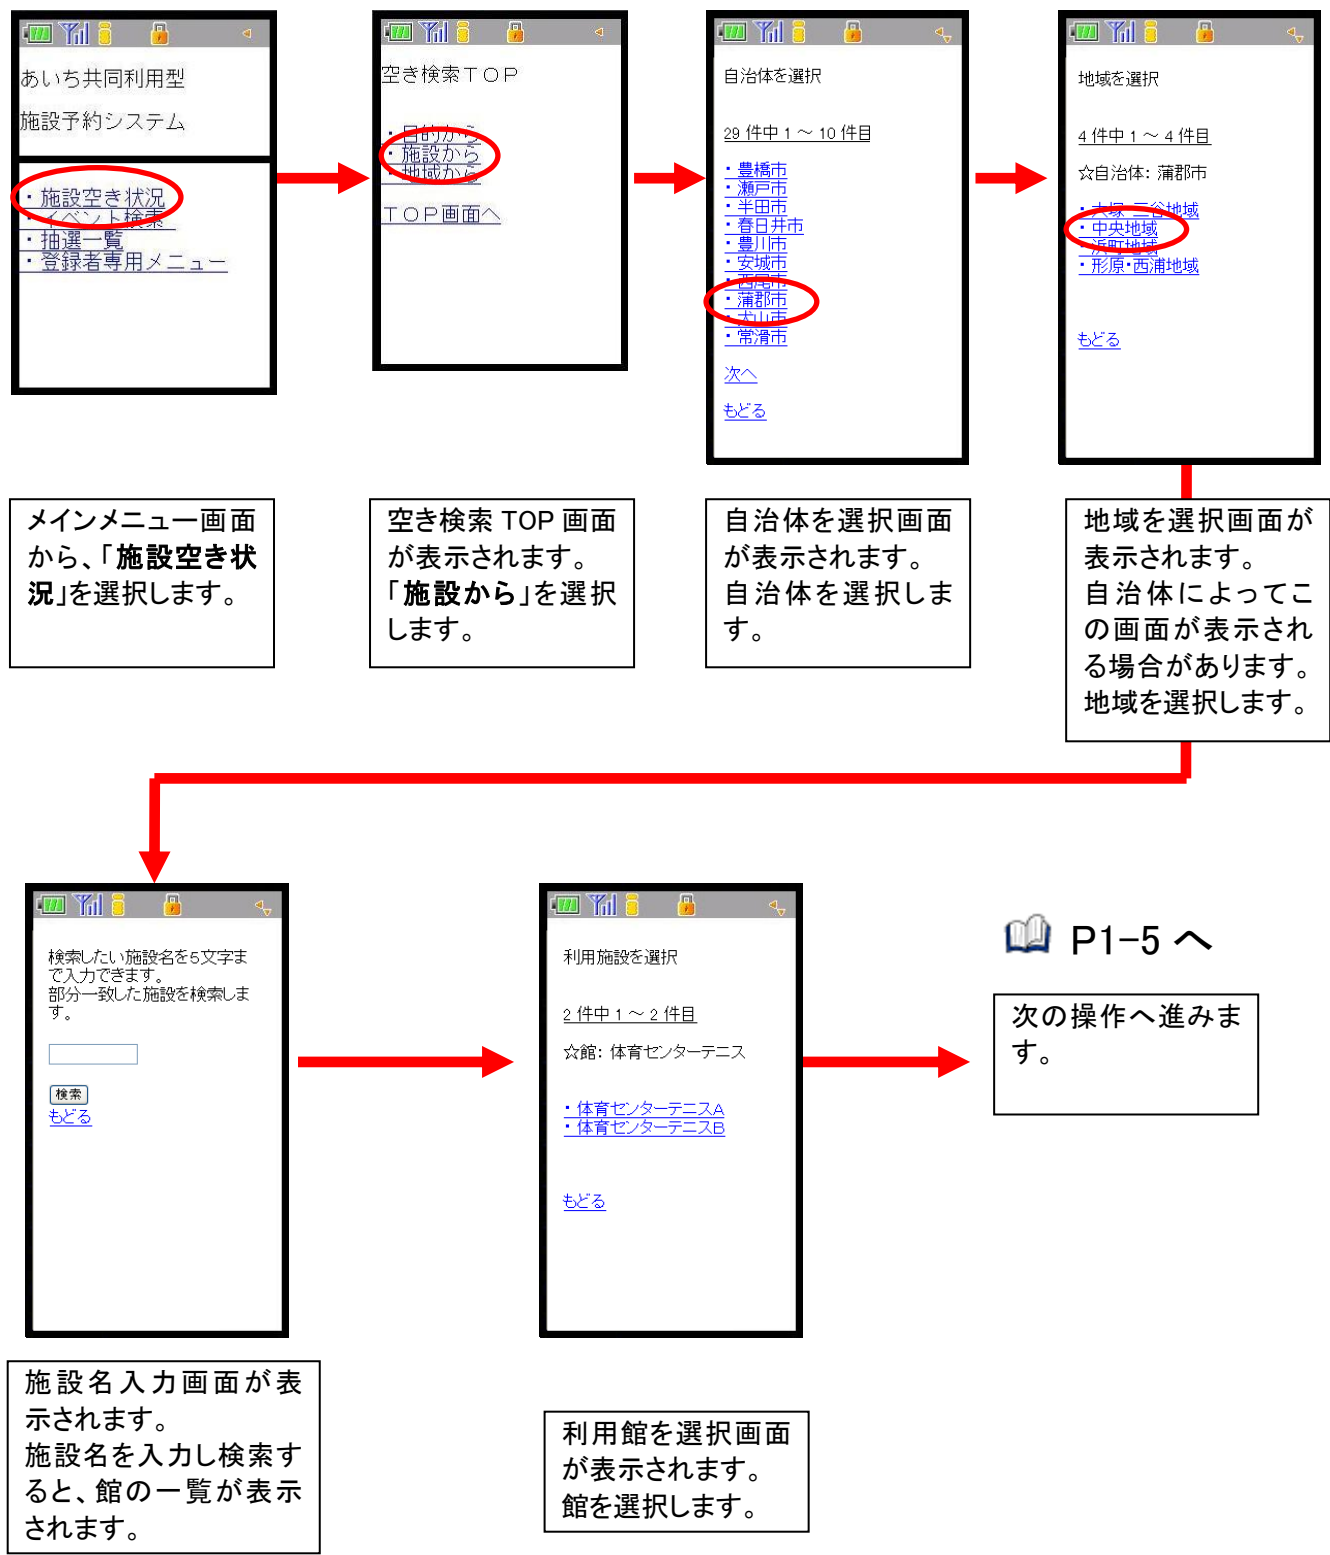 あいち共同利用型
施設予約システム
・施設空き状況
・イベント検索
・抽選一覧
・登録者専用メニュー
空き検索ＴＯＰ
・目的から
・施設から
・地域から
ＴＯＰ画面へ
自治体を選択
29 件中 1 ～ 10 件目
・豊橋市
・瀬戸市
・半田市
・春日井市
・豊川市
・安城市
・西尾市
・蒲郡市
・犬山市
・常滑市
次へ
もどる
地域を選択
4 件中 1 ～ 4 件目
☆自治体: 蒲郡市
・大塚・三谷地域
・中央地域
・浜町地域
・形原・西浦地域
もどる
メインメニュー画面
から、「施設空き状
況」を選択します。
空き検索 TOP 画面
が表示されます。
「施設から」を選択
します。
自治体を選択画面
が表示されます。
自治体を選択しま
す。
地域を選択画面が
表示されます。
自治体によってこ
の画面が表示され
る場合があります。
地域を選択します。
検索したい施設名を5文字ま
で入力できます。
部分一致した施設を検索しま
す。
検索
もどる
利用施設を選択
2 件中 1 ～ 2 件目
☆館: 体育センターテニス
・体育センターテニスA
・体育センターテニスB
もどる
P1-5 へ
次の操作へ進みま
す。
施設名入力画面が表
示されます。
施設名を入力し検索す
ると、館の一覧が表示
されます。
利用館を選択画面
が表示されます。
館を選択します。